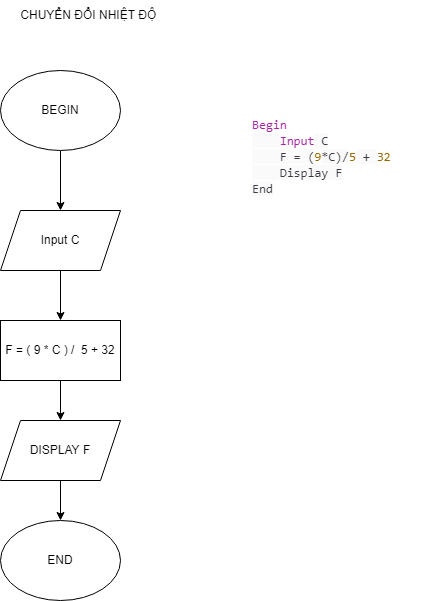 CHUYỂN ĐỔI NHIỆT ĐỘ
BEGIN
Input C
F = ( 9 * C ) / 5 + 32
DISPLAY F
END
Begin
Input C
F = (9*C)/5 + 32
Display F
End